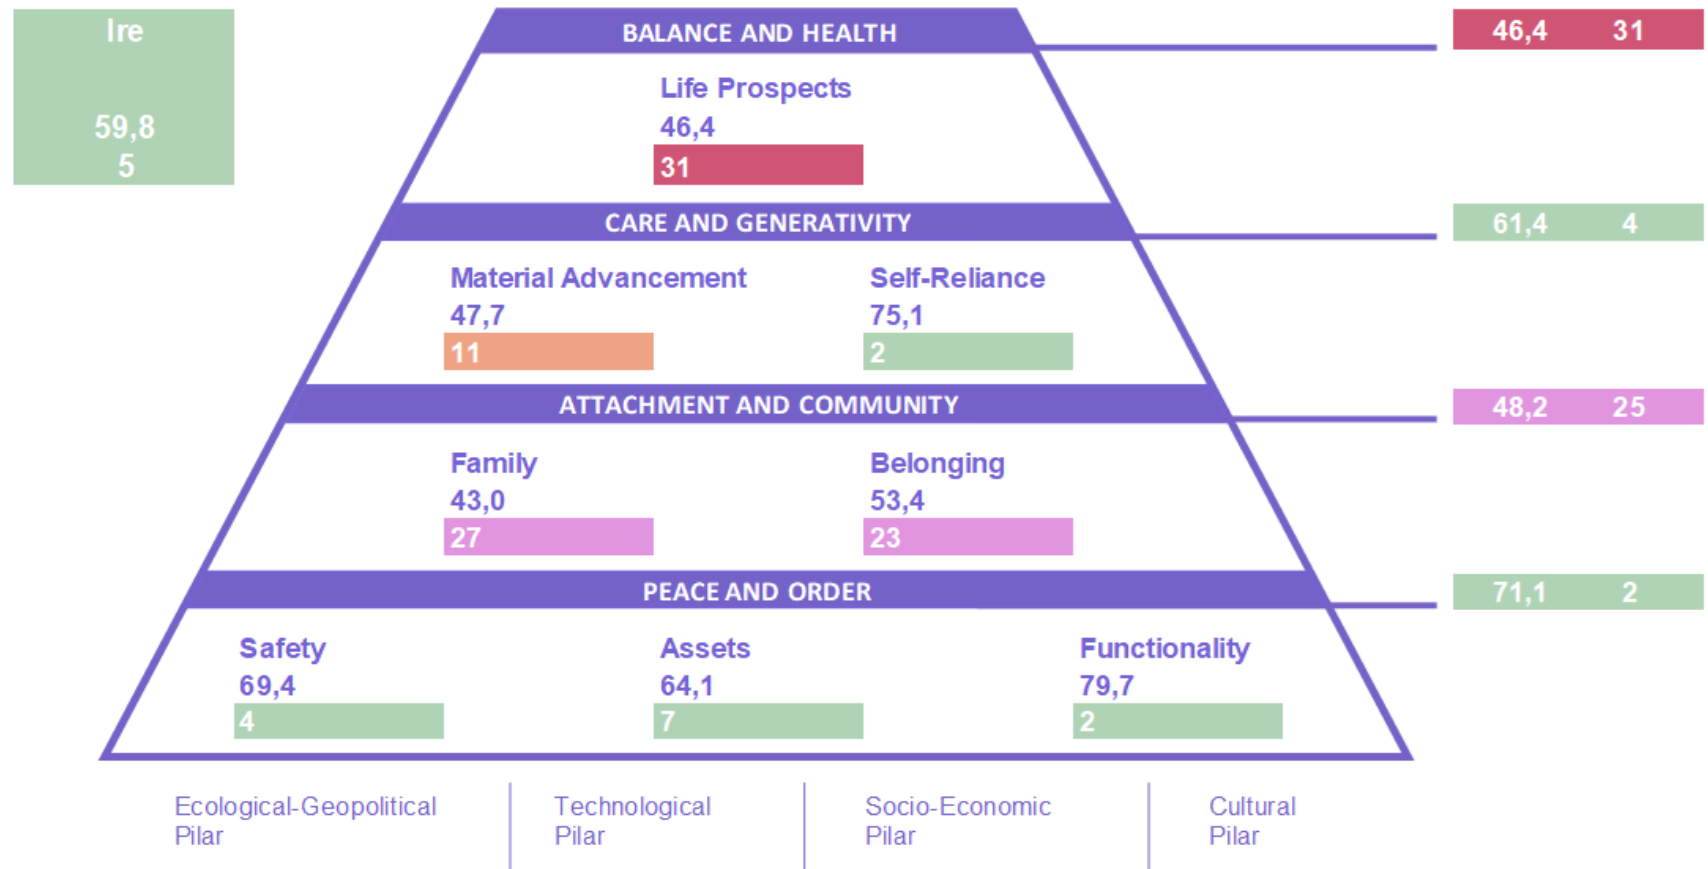 Ire
59,8
5
BALANCE AND HEALTH
46,4 31
Life Prospects
46,4
31
CARE AND GENERATIVITY
61,4 4
Material Advancement
47,7
11
Self-Reliance
75,1
2
ATTACHMENT AND COMMUNITY
48,2 25
Family
43,0
27
Belonging
53,4
23
PEACE AND ORDER
71,1 2
Safety
69,4
4
Assets
64,1
7
Functionality
79,7
2
Ecological-Geopolitical
Pilar
Technological
Pilar
Socio-Economic
Pilar
Cultural
Pilar